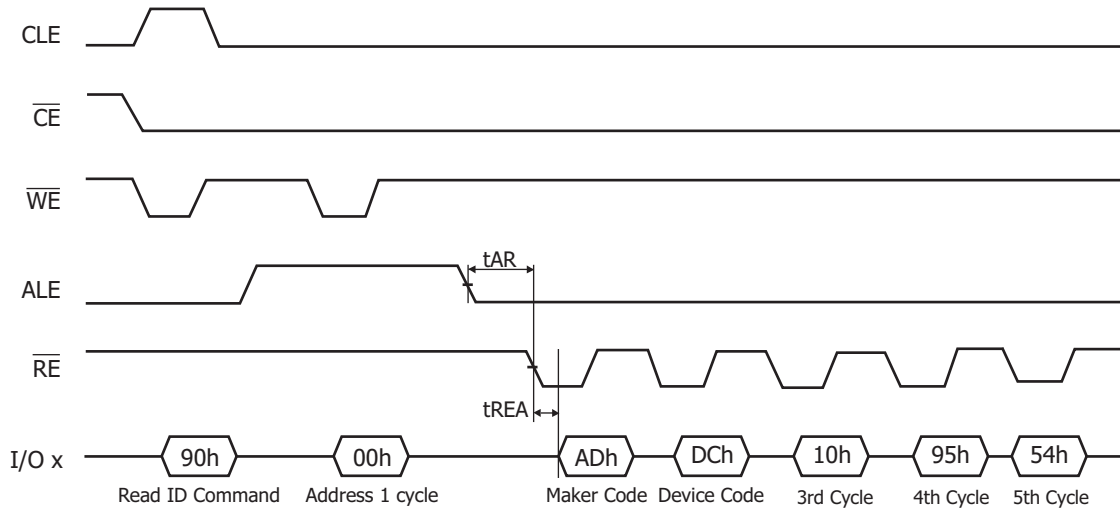 CLE
CE
WE
ALE
tAR
RE
tREA
I/O x
90h
00h
ADh
DCh
10h
95h
54h
Read ID Command
Address 1 cycle
Maker Code
Device Code
3rd Cycle
4th Cycle
5th Cycle